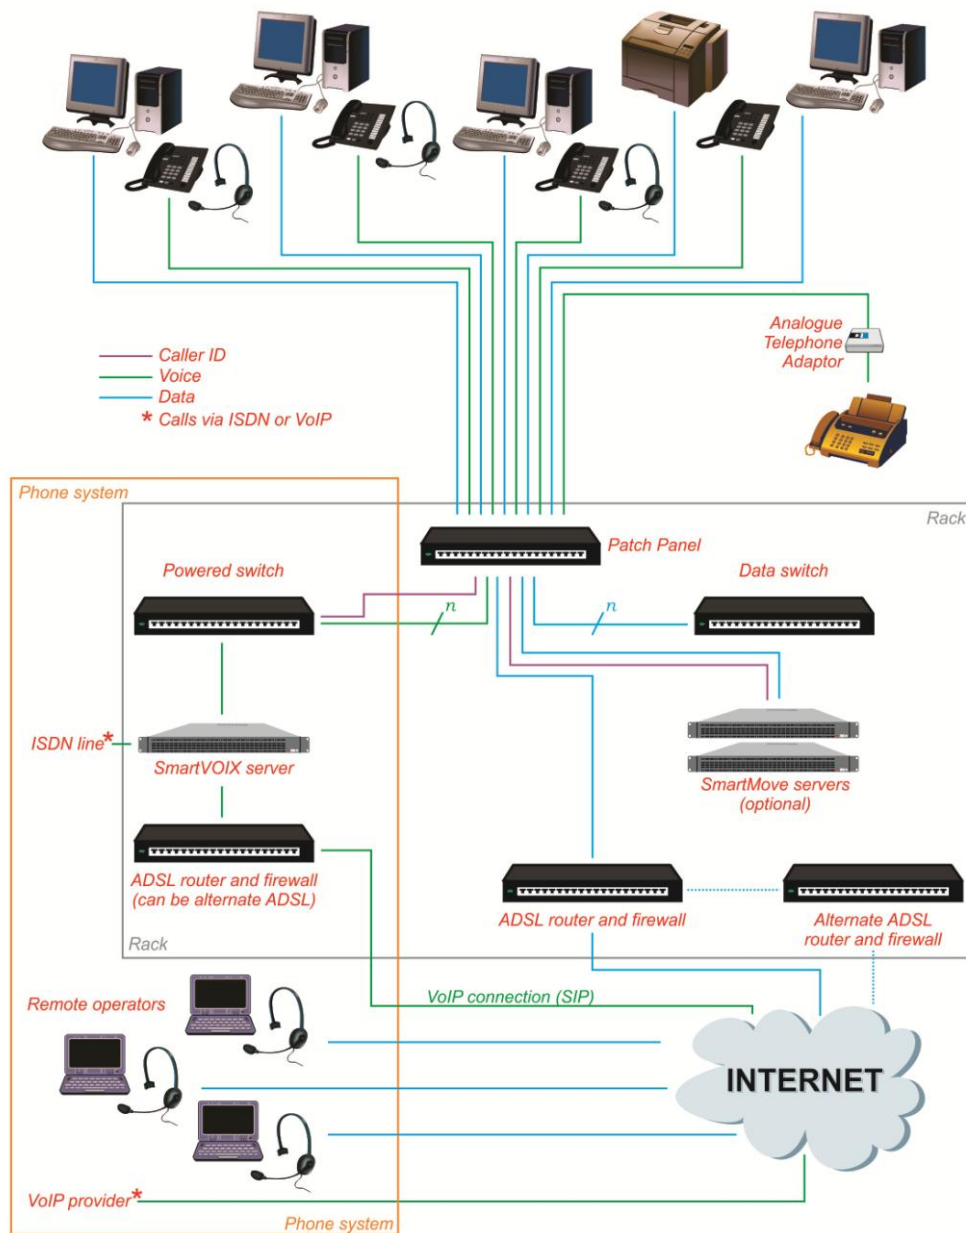 Analogue
Telephone
Adaptor
Caller ID
Voice
Data
* Calls via ISDN or VoIP
Phone system
Rack
Patch Panel
Powered switch
Data switch
n
n
ISDN line*
SmartVOIX server
SmartMove servers
(optional)
ADSL router and firewall
(can be alternate ADSL)
ADSL router and firewall
Alternate ADSL
router and firewall
Rack
Remote operators
VoIP connection (SIP)
INTERNET
VoIP provider*
Phone system